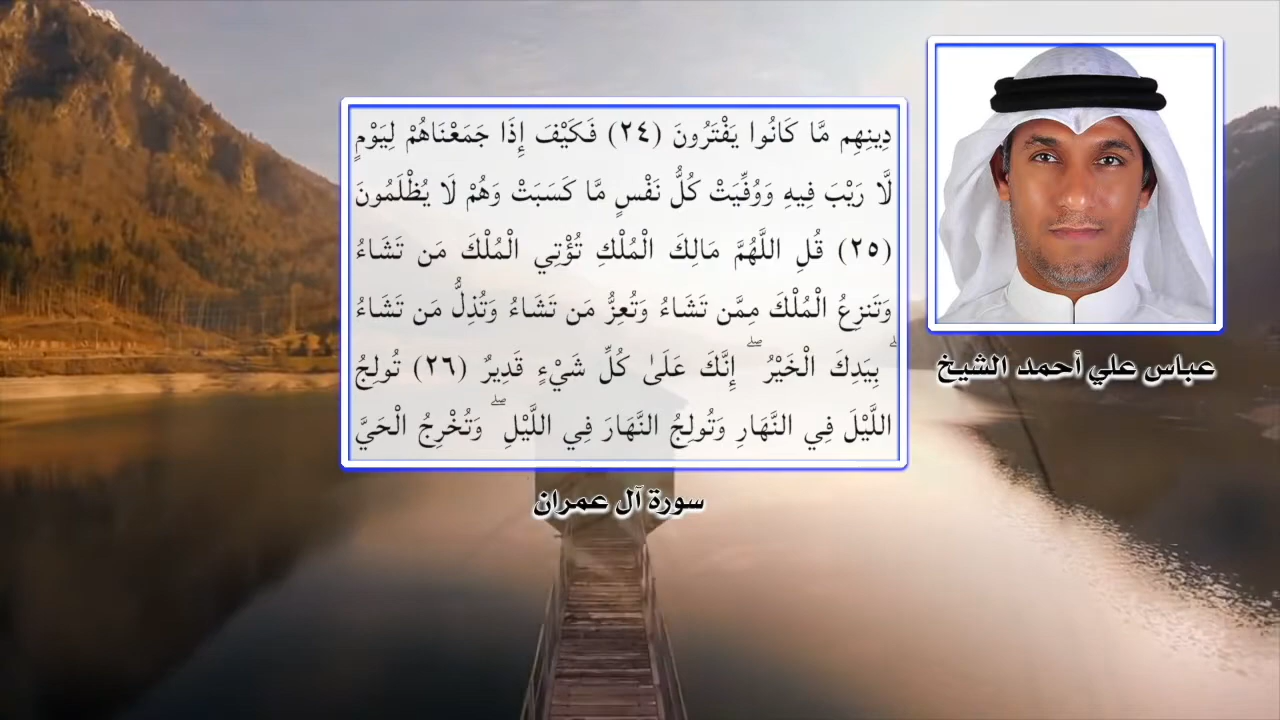 دِينِهِم مَّا كَانُوا يَفْتَرُونَ (٢٤) فَكَيْفَ إِذَا جَمَعْنَاهُمْ لِيَوْمٍ
لَّا رَيْبَ فِيهِ وَوُفِّيَتْ كُلُّ نَفْسٍ مَّا كَسَبَتْ وَهُمْ لَا يُظْلَمُونَ
(٢٥) قُلِ اللَّهُمَّ مَالِكَ الْمُلْكِ تُؤْتِي الْمُلْكَ مَن تَشَاءُ
وَتَنزِعُ الْمُلْكَ مِمَّن تَشَاءُ وَتُعِزُّ مَن تَشَاءُ وَتُذِلُّ مَن تَشَاءُ
ۖ بِيَدِكَ الْخَيْرُ ۖ إِنَّكَ عَلَىٰ كُلِّ شَيْءٍ قَدِيرٌ (٢٦) تُولِجُ
اللَّيْلَ فِي النَّهَارِ وَتُولِجُ النَّهَارَ فِي اللَّيْلِ ۖ وَتُخْرِجُ الْحَيَّ
عباس علي أحمد الشيخ
سورة آل عمران